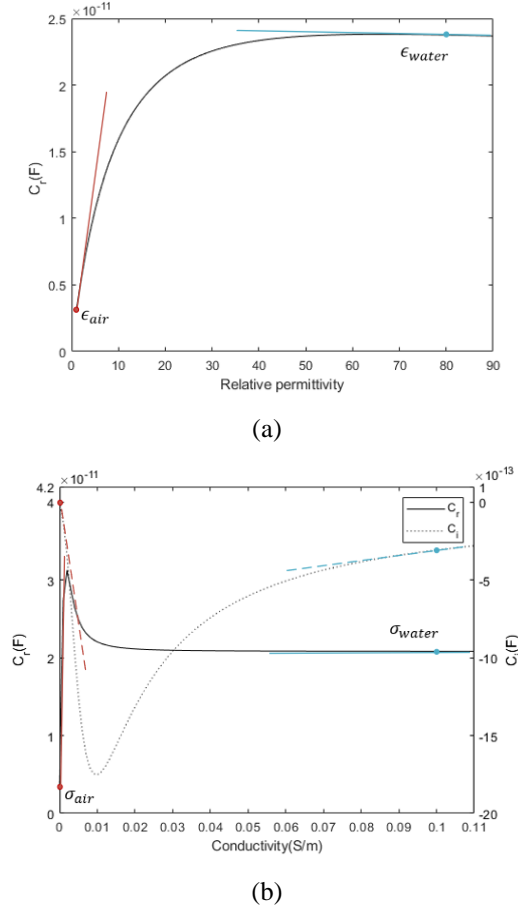 ×10⁻¹¹
2.5
2
1.5
1
0.5
0
C_r(F)
ϵ_water
ϵ_air
0 10 20 30 40 50 60 70 80 90
Relative permittivity
(a)
×10⁻¹¹
×10⁻¹³
4.2
4
3
2
1
0
C_r(F)
1
0
-5
-10
-15
-20
C_i(F)
C_r
C_i
σ_water
σ_air
0 0.01 0.02 0.03 0.04 0.05 0.06 0.07 0.08 0.09 0.1 0.11
Conductivity(S/m)
(b)